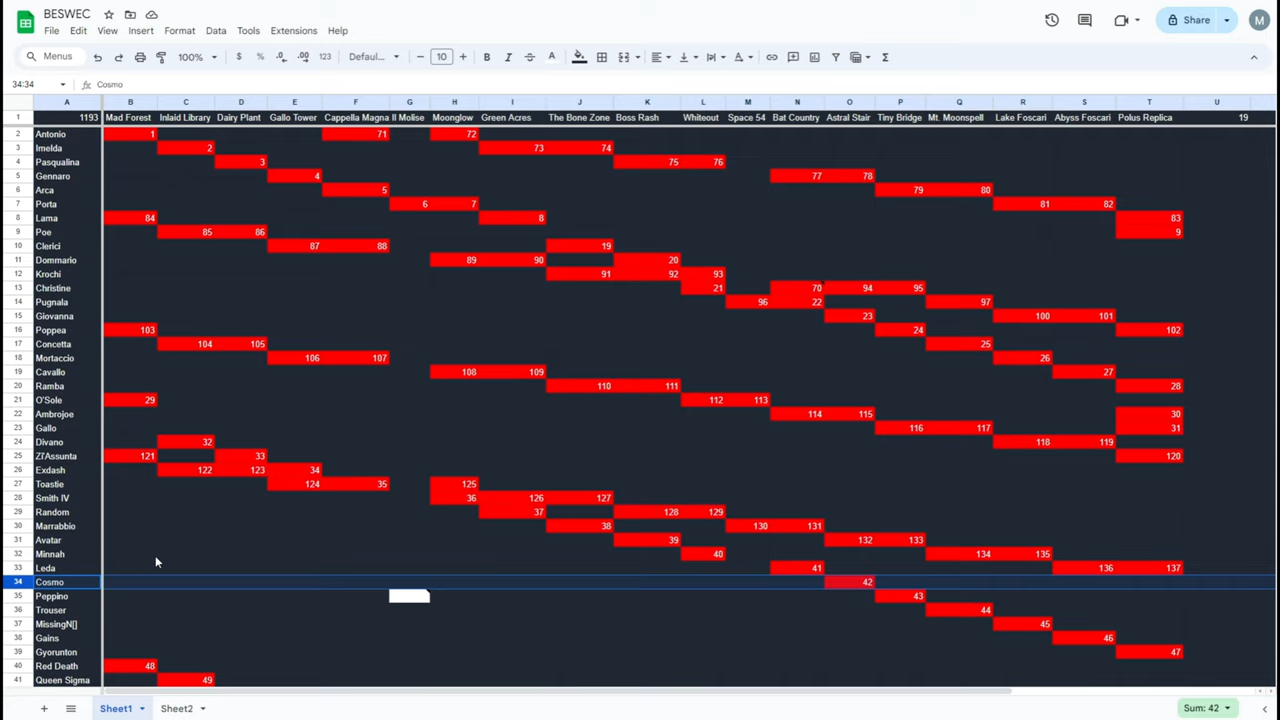 BESWEC
File Edit View Insert Format Data Tools Extensions Help
Share
M
Menus 100% $ % .0 .00 123 Defaul... 10 B I A
34:34 Cosmo
A B C D E F G H I J K L M N O P Q R S T U
1 1193 Mad Forest Inlaid Library Dairy Plant Gallo Tower Cappella Magna Il Molise Moonglow Green Acres The Bone Zone Boss Rash Whiteout Space 54 Bat Country Astral Stair Tiny Bridge Mt. Moonspell Lake Foscari Abyss Foscari Polus Replica 19
2 Antonio 1 71 72
3 Imelda 2 73 74
4 Pasqualina 3 75 76
5 Gennaro 4 77 78
6 Arca 5 79 80
7 Porta 6 7 81 82
8 Lama 84 8 83
9 Poe 85 86 9
10 Clerici 87 88 19
11 Dommario 89 90 20
12 Krochi 91 92 93
13 Christine 21 70 94 95
14 Pugnala 96 22 97
15 Giovanna 23 100 101
16 Poppea 103 24 102
17 Concetta 104 105 25
18 Mortaccio 106 107 26
19 Cavallo 108 109 27
20 Ramba 110 111 28
21 O'Sole 29 112 113
22 Ambrojoe 114 115 30
23 Gallo 116 117 31
24 Divano 32 118 119
25 Zi'Assunta 121 33 120
26 Exdash 122 123 34
27 Toastie 124 35 125
28 Smith IV 36 126 127
29 Random 37 128 129
30 Marrabbio 38 130 131
31 Avatar 39 132 133
32 Minnah 40 134 135
33 Leda 41 136 137
34 Cosmo 42
35 Peppino 43
36 Trouser 44
37 MissingN[] 45
38 Gains 46
39 Gyorunton 47
40 Red Death 48
41 Queen Sigma 49
Sheet1 Sheet2 Sum: 42